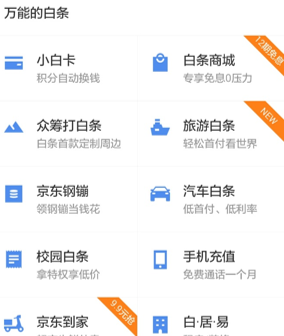 万能的白条
小白卡
积分自动换钱
白条商城
专享免息0压力
12期免息
众筹打白条
白条首款定制周边
旅游白条
轻松首付看世界
NEW
京东钢镚
领钢镚当钱花
汽车白条
低首付、低利率
校园白条
拿特权享低价
手机充值
免费通话一个月
京东到家
9.9元抢
白·居·易